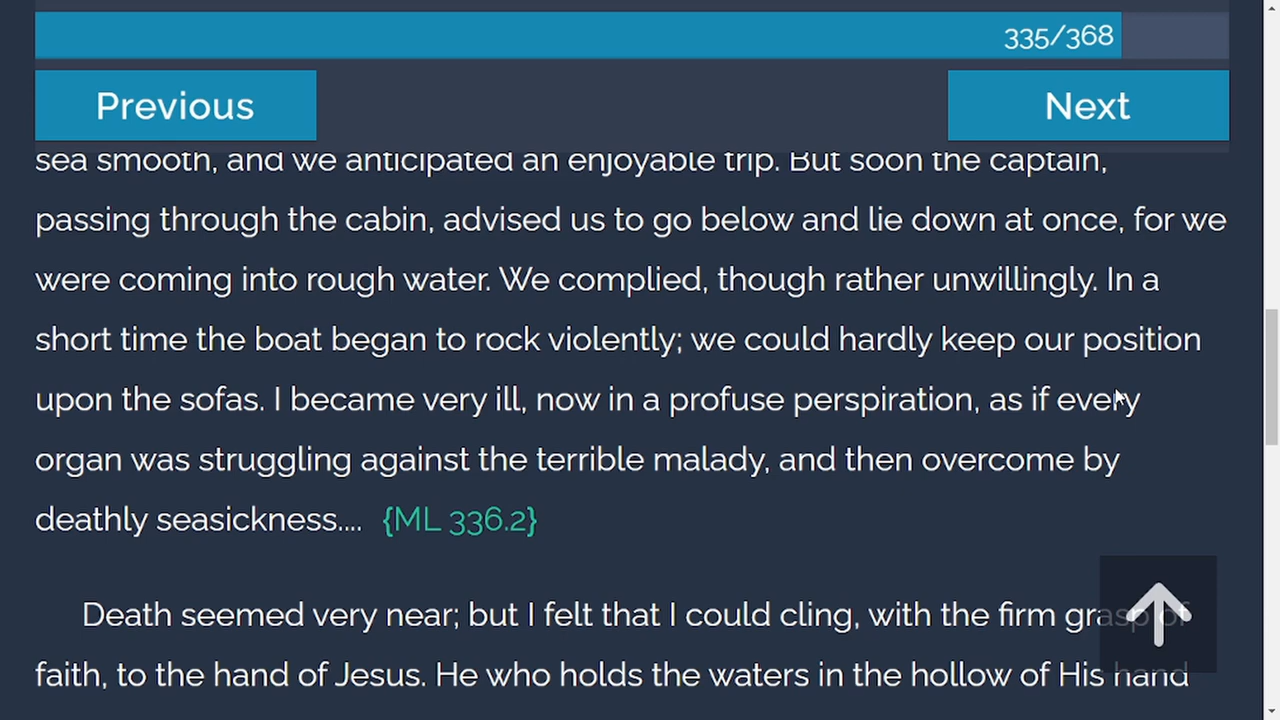 335/368
Previous
Next
sea smooth, and we anticipated an enjoyable trip. But soon the captain,
passing through the cabin, advised us to go below and lie down at once, for we
were coming into rough water. We complied, though rather unwillingly. In a
short time the boat began to rock violently; we could hardly keep our position
upon the sofas. I became very ill, now in a profuse perspiration, as if every
organ was struggling against the terrible malady, and then overcome by
deathly seasickness.... {ML 336.2}
Death seemed very near; but I felt that I could cling, with the firm grasp of
faith, to the hand of Jesus. He who holds the waters in the hollow of His hand